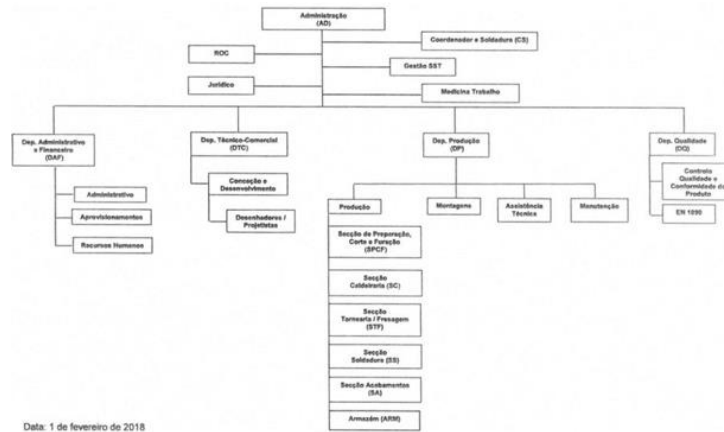 Administração
(AD)
Coordenador e Soldadura (CS)
ROC
Gestão SST
Jurídico
Medicina Trabalho
Dep. Administrativo
e Financeiro
(DAF)
Dep. Técnico-Comercial
(DTC)
Dep. Produção
(DP)
Dep. Qualidade
(DQ)
Administrativo
Aprovisionamentos
Recursos Humanos
Conceção e
Desenvolvimento
Desenhadores /
Projetistas
Produção
Montagens
Assistência
Técnica
Manutenção
Controlo
Qualidade e
Conformidade do
Produto
EN 1090
Secção de Preparação,
Corte e Furação
(SPCF)
Secção
Caldeiraria (SC)
Secção
Tornearia / Fresagem
(STF)
Secção
Soldadura (SS)
Secção Acabamentos
(SA)
Armazém (ARM)
Data: 1 de fevereiro de 2018